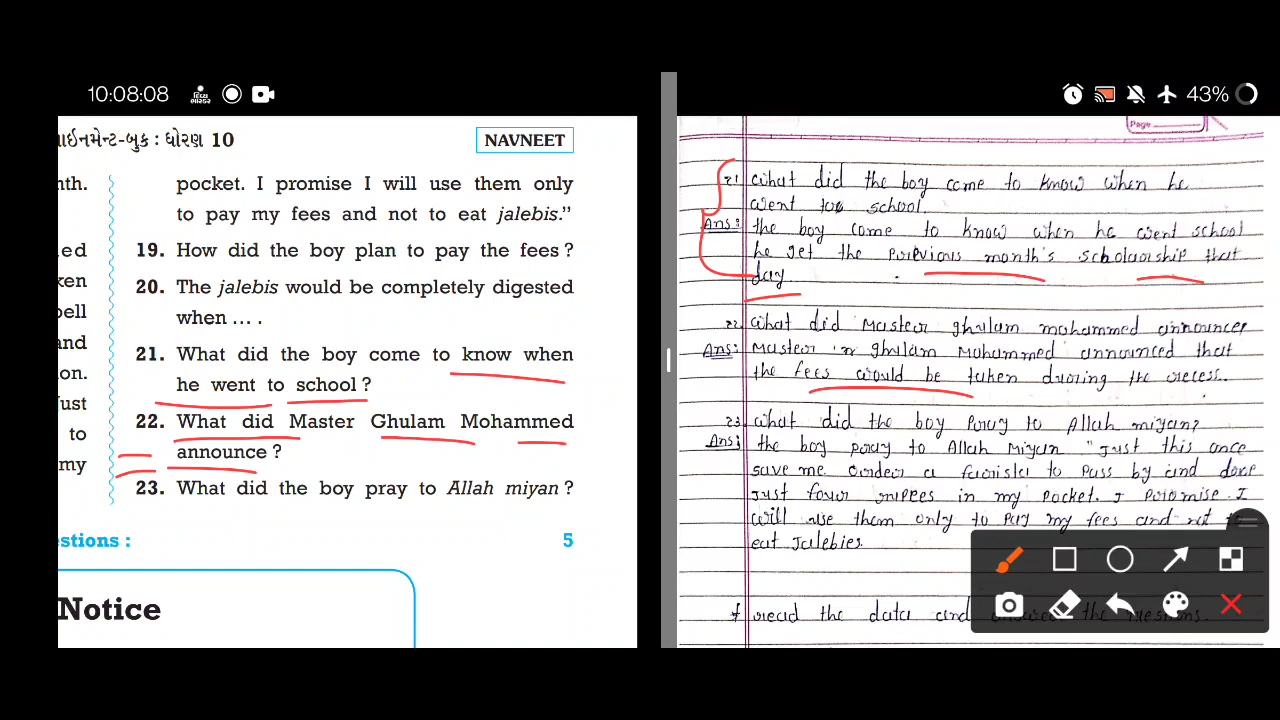 10:08:08
43%
ાઇનમેન્ટ-બુક : ધોરણ 10
NAVNEET
nth.
ed
ken
pell
and
ion.
Just
to
my
pocket. I promise I will use them only
to pay my fees and not to eat jalebis.”
19. How did the boy plan to pay the fees ?
20. The jalebis would be completely digested
when ... .
21. What did the boy come to know when
he went to school ?
22. What did Master Ghulam Mohammed
announce ?
23. What did the boy pray to Allah miyan ?
estions :
5
Notice
Page
21 What did the boy come to know when he
went to school
Ans: the boy come to know when he went school
he get the previous month's scholarship that
day.
22. What did Master ghulam mohammed announce?
Ans: Master ghulam Mohammed announced that
the fees would be taken during the recess.
23. What did the boy pray to Allah miyan?
Ans: the boy pray to Allah Miyan "Just this once
save me order a farista to pass by and
Just four rupees in my pocket. I promise I
will use them only to pay my fees and not to
eat Jalebies.
read the data and the